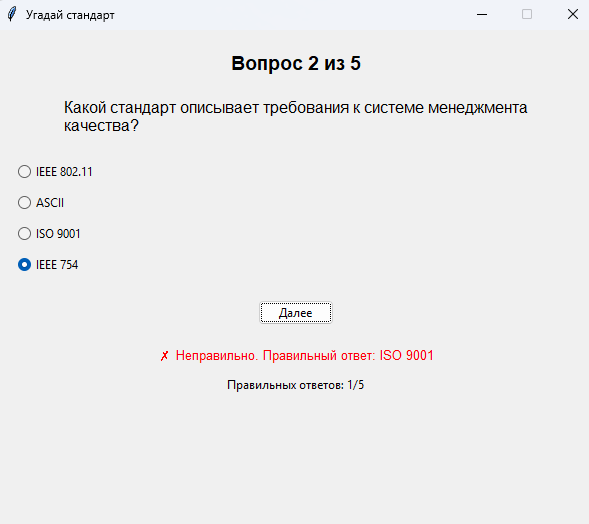 Угадай стандарт
Вопрос 2 из 5
Какой стандарт описывает требования к системе менеджмента
качества?
IEEE 802.11
ASCII
ISO 9001
IEEE 754
Далее
✗ Неправильно. Правильный ответ: ISO 9001
Правильных ответов: 1/5